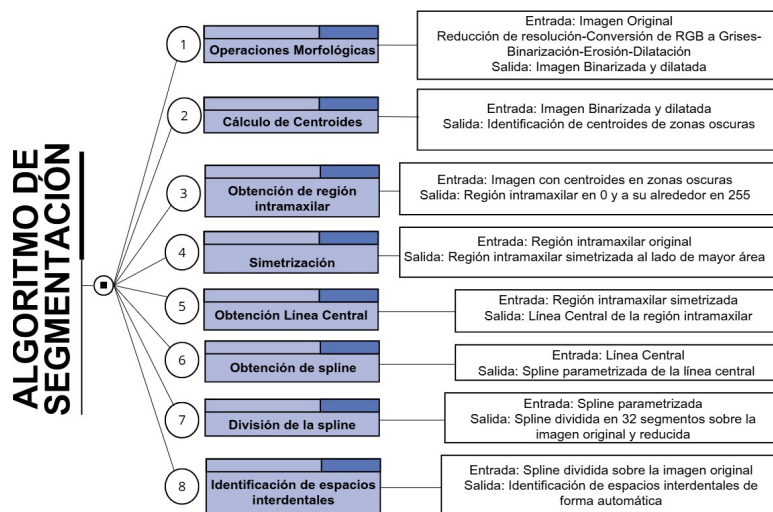 ALGORITMO DE
SEGMENTACIÓN
1
Operaciones Morfológicas
Entrada: Imagen Original
Reducción de resolución-Conversión de RGB a Grises-
Binarización-Erosión-Dilatación
Salida: Imagen Binarizada y dilatada
2
Cálculo de Centroides
Entrada: Imagen Binarizada y dilatada
Salida: Identificación de centroides de zonas oscuras
3
Obtención de región
intramaxilar
Entrada: Imagen con centroides en zonas oscuras
Salida: Región intramaxilar en 0 y a su alrededor en 255
4
Simetrización
Entrada: Región intramaxilar original
Salida: Región intramaxilar simetrizada al lado de mayor área
5
Obtención Línea Central
Entrada: Región intramaxilar simetrizada
Salida: Línea Central de la región intramaxilar
6
Obtención de spline
Entrada: Línea Central
Salida: Spline parametrizada de la línea central
7
División de la spline
Entrada: Spline parametrizada
Salida: Spline dividida en 32 segmentos sobre la
imagen original y reducida
8
Identificación de espacios
interdentales
Entrada: Spline dividida sobre la imagen original
Salida: Identificación de espacios interdentales de
forma automática